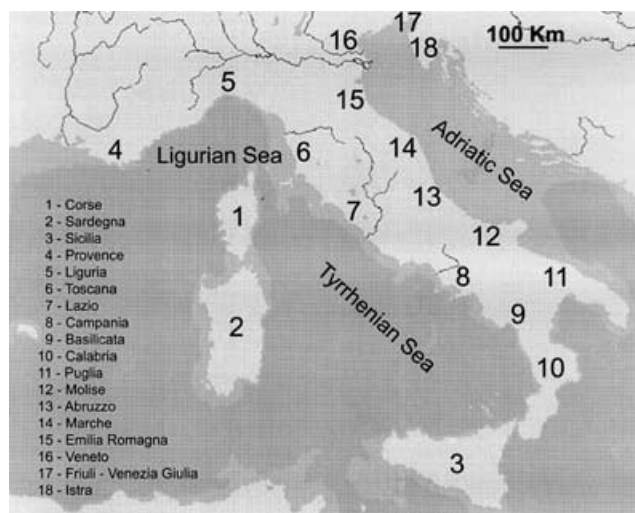 17
16
18
100 Km
5
15
Adriatic Sea
4
Ligurian Sea
6
14
1 - Corse
2 - Sardegna
3 - Sicilia
4 - Provence
5 - Liguria
6 - Toscana
7 - Lazio
8 - Campania
9 - Basilicata
10 - Calabria
11 - Puglia
12 - Molise
13 - Abruzzo
14 - Marche
15 - Emilia Romagna
16 - Veneto
17 - Friuli - Venezia Giulia
18 - Istra
1
7
13
12
Tyrrhenian Sea
8
11
2
9
10
3